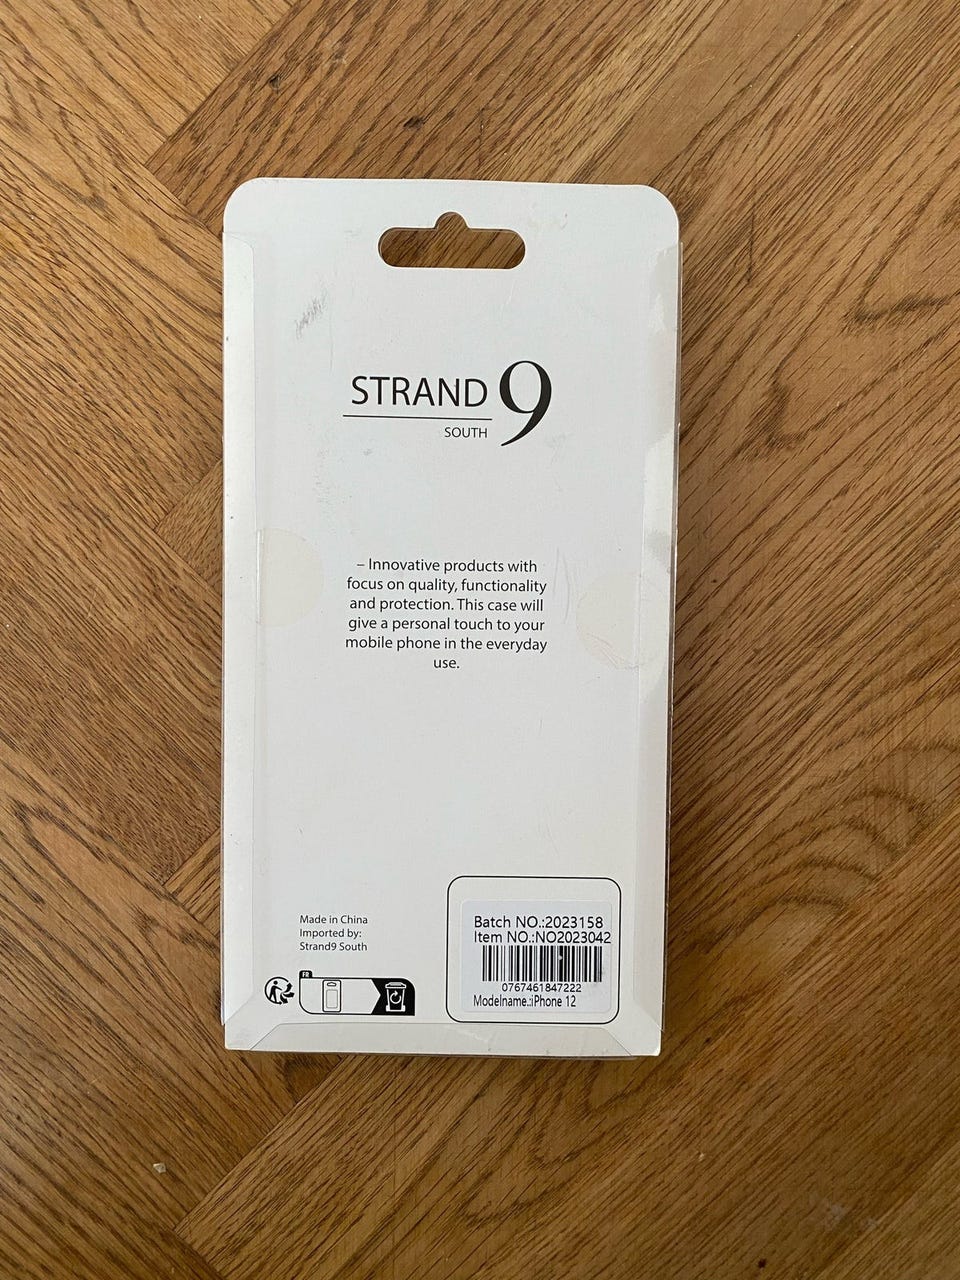 STRAND 9
SOUTH
– Innovative products with
focus on quality, functionality
and protection. This case will
give a personal touch to your
mobile phone in the everyday
use.
Made in China
Imported by:
Strand9 South
FR
Batch NO.:2023158
Item NO.:NO2023042
0767461847222
Modelname.:iPhone 12